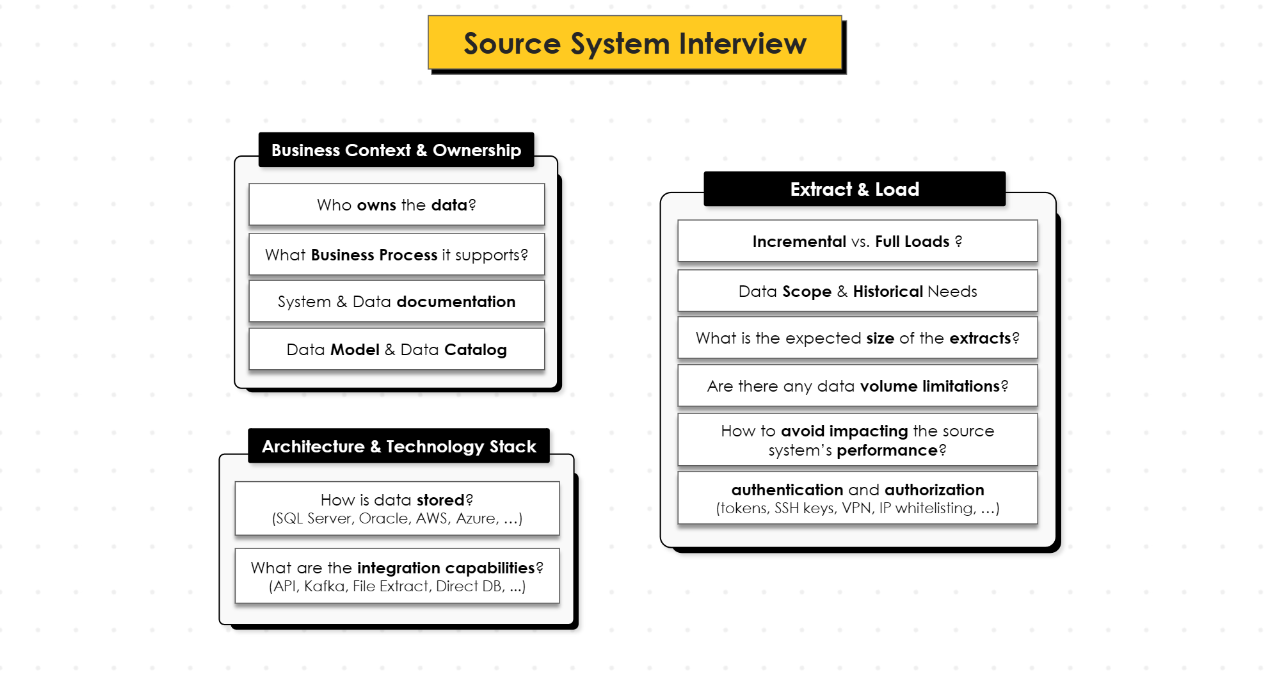 Source System Interview
Business Context & Ownership
Who owns the data?
What Business Process it supports?
System & Data documentation
Data Model & Data Catalog
Architecture & Technology Stack
How is data stored?
(SQL Server, Oracle, AWS, Azure, ...)
What are the integration capabilities?
(API, Kafka, File Extract, Direct DB, ...)
Extract & Load
Incremental vs. Full Loads ?
Data Scope & Historical Needs
What is the expected size of the extracts?
Are there any data volume limitations?
How to avoid impacting the source
system's performance?
authentication and authorization
(tokens, SSH keys, VPN, IP whitelisting, ...)